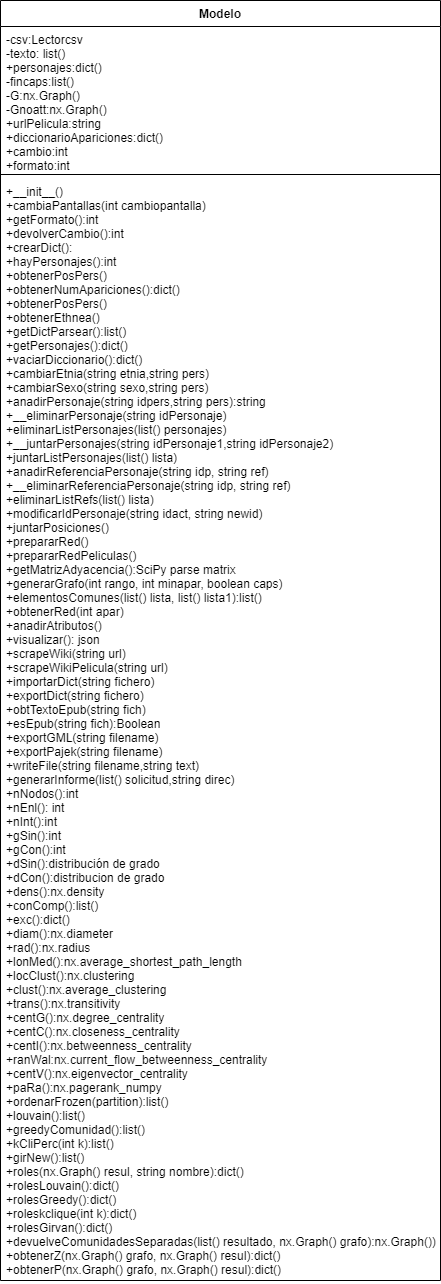 Modelo
-csv:Lectorcsv
-texto: list()
+personajes:dict()
-fincaps:list()
-G:nx.Graph()
-Gnoatt:nx.Graph()
+urlPelicula:string
+diccionarioApariciones:dict()
+cambio:int
+formato:int
+__init__()
+cambiaPantallas(int cambiopantalla)
+getFormato():int
+devolverCambio():int
+crearDict():
+hayPersonajes():int
+obtenerPosPers()
+obtenerNumApariciones:dict()
+obtenerPosPers()
+obtenerEthnea()
+getDictParsear():list()
+getPersonajes():dict()
+vaciarDiccionario():dict()
+cambiarEtnia(string etnia,string pers)
+cambiarSexo(string sexo,string pers)
+anadirPersonaje(string idpers,string pers):string
+__eliminarPersonaje(string idPersonaje)
+eliminarListPersonajes(list() personajes)
+__juntarPersonajes(string idPersonaje1,string idPersonaje2)
+juntarListPersonajes(list() lista)
+anadirReferenciaPersonaje(string idp, string ref)
+__eliminarReferenciaPersonaje(string idp, string ref)
+eliminarListRefs(list() lista)
+modificarIdPersonaje(string idact, string newid)
+juntarPosiciones()
+prepararRed()
+prepararRedPeliculas()
+getMatrizAdyacencia():SciPy parse matrix
+generarGrafo(int rango, int minapar, boolean caps)
+elementosComunes(list() lista, list() lista1):list()
+obtenerRed(int apar)
+anadirAtributos()
+visualizar(): json
+scrapeWiki(string url)
+scrapeWikiPelicula(string url)
+importarDict(string fichero)
+exportDict(string fichero)
+obtTextoEpub(string fich)
+esEpub(string fich):Boolean
+exportGML(string filename)
+exportPajek(string filename)
+writeFile(string filename,string text)
+generarInforme(list() solicitud,string direc)
+nNodos():int
+nEnl(): int
+nInt():int
+gSin():int
+gCon():int
+dSin():distribución de grado
+dCon():distribucion de grado
+dens():nx.density
+conComp():list()
+exc():dict()
+diam():nx.diameter
+rad():nx.radius
+lonMed():nx.average_shortest_path_length
+locClust():nx.clustering
+clust():nx.average_clustering
+trans():nx.transitivity
+centG():nx.degree_centrality
+centC():nx.closeness_centrality
+centI():nx.betweenness_centrality
+ranWal:nx.current_flow_betweenness_centrality
+centV():nx.eigenvector_centrality
+paRa():nx.pagerank_numpy
+ordenarFrozen(partition):list()
+louvain():list()
+greedyComunidad():list()
+kCliPerc(int k):list()
+girNew():list()
+roles(nx.Graph() resul, string nombre):dict()
+rolesLouvain():dict()
+rolesGreedy():dict()
+roleskclique(int k):dict()
+rolesGirvan():dict()
+devuelveComunidadesSeparadas(list() resultado, nx.Graph() grafo):nx.Graph())
+obtenerZ(nx.Graph() grafo, nx.Graph() resul):dict()
+obtenerP(nx.Graph() grafo, nx.Graph() resul):dict()